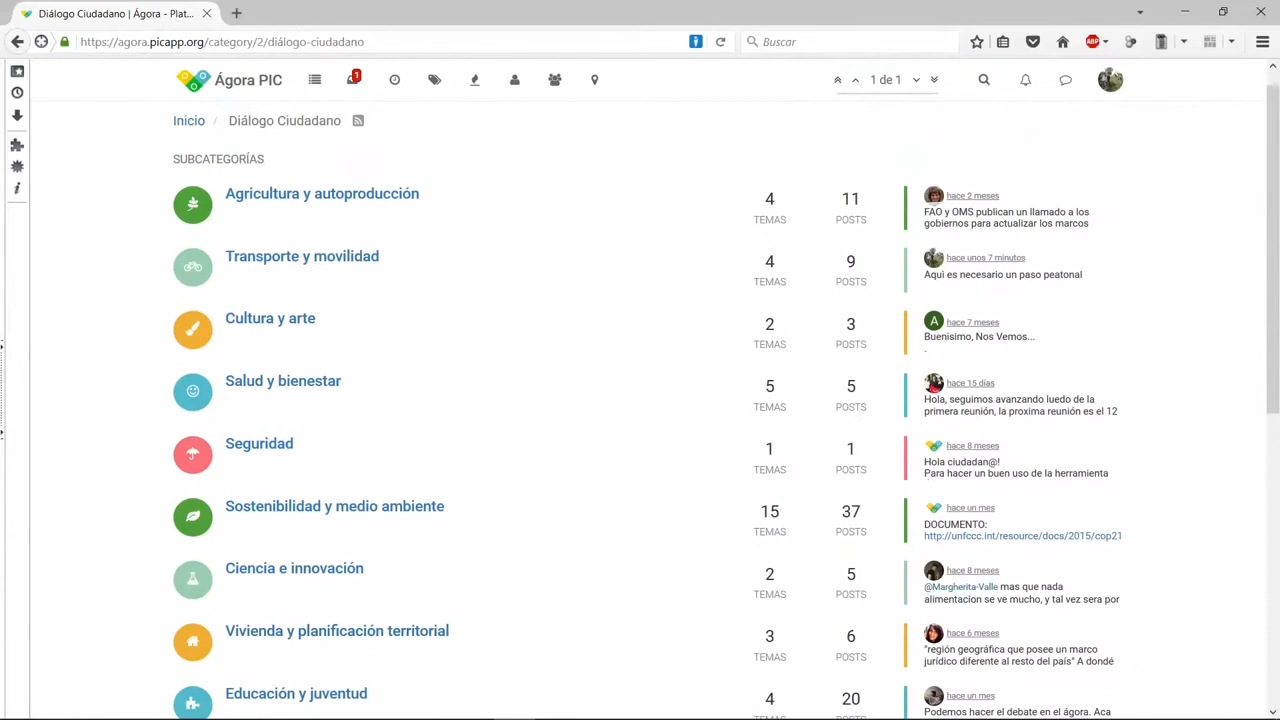 Diálogo Ciudadano | Ágora - Plat...
https://agora.picapp.org/category/2/diálogo-ciudadano
Buscar
ABP
Ágora PIC
1
1 de 1
Inicio / Diálogo Ciudadano
SUBCATEGORÍAS
Agricultura y autoproducción
4 TEMAS
11 POSTS
hace 2 meses
FAO y OMS publican un llamado a los
gobiernos para actualizar los marcos
Transporte y movilidad
4 TEMAS
9 POSTS
hace unos 7 minutos
Aqui es necesario un paso peatonal
Cultura y arte
2 TEMAS
3 POSTS
A
hace 7 meses
Buenisimo, Nos Vemos...
.
Salud y bienestar
5 TEMAS
5 POSTS
hace 15 días
Hola, seguimos avanzando luedo de la
primera reunión, la proxima reunión es el 12
Seguridad
1 TEMAS
1 POSTS
hace 8 meses
Hola ciudadan@!
Para hacer un buen uso de la herramienta
Sostenibilidad y medio ambiente
15 TEMAS
37 POSTS
hace un mes
DOCUMENTO:
http://unfccc.int/resource/docs/2015/cop21
Ciencia e innovación
2 TEMAS
5 POSTS
hace 8 meses
@Margherita-Valle mas que nada
alimentacion se ve mucho, y tal vez sera por
Vivienda y planificación territorial
3 TEMAS
6 POSTS
hace 6 meses
"región geográfica que posee un marco
jurídico diferente al resto del país" A dondé
Educación y juventud
4
20
hace un mes
Podemos hacer el debate en el ágora. Aca